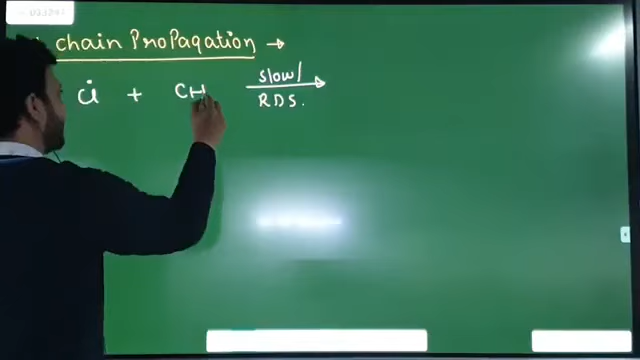 chain Propagation →
Cl + CH
slow/
R D S.